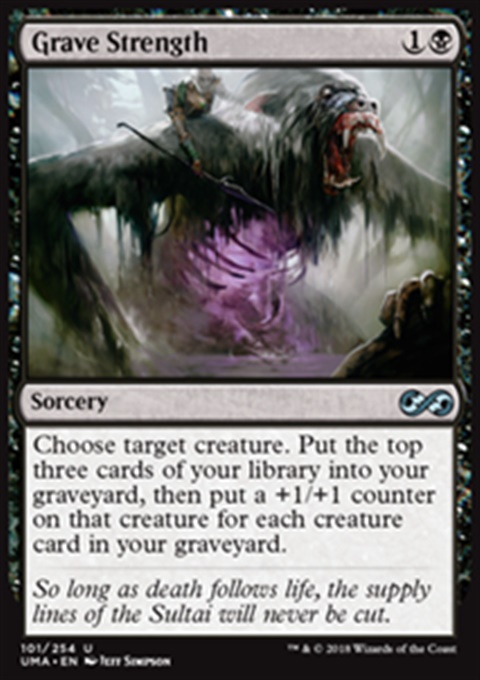 Grave Strength 1
Sorcery
Choose target creature. Put the top
three cards of your library into your
graveyard, then put a +1/+1 counter
on that creature for each creature
card in your graveyard.
So long as death follows life, the supply
lines of the Sultai will never be cut.
101/254 U
™ & © 2018 Wizards of the Coast
UMA • EN Jeff Simpson